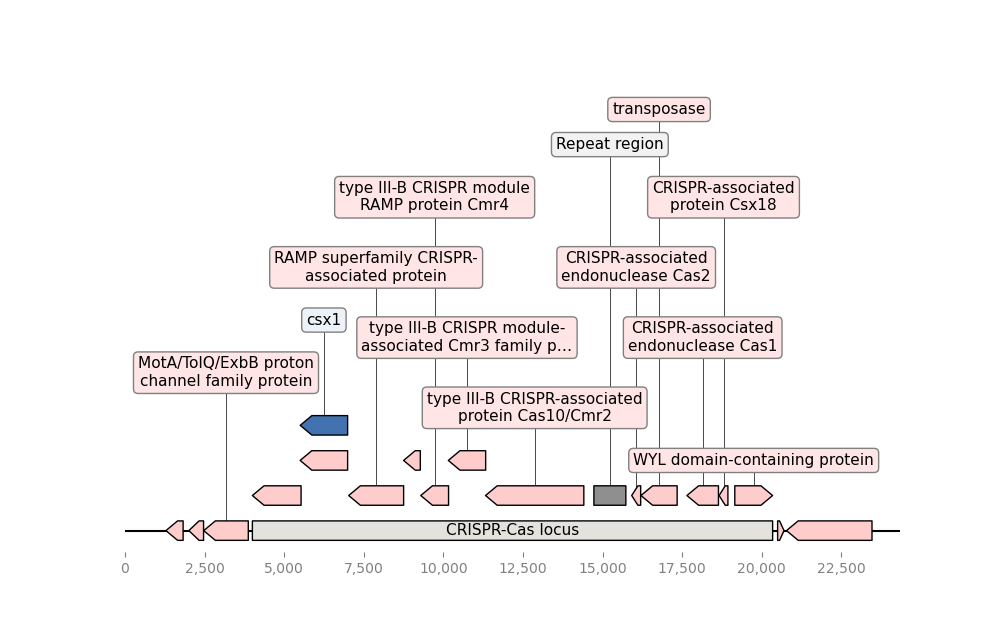 transposase
Repeat region
type III-B CRISPR module
RAMP protein Cmr4
CRISPR-associated
protein Csx18
RAMP superfamily CRISPR-
associated protein
CRISPR-associated
endonuclease Cas2
csx1
type III-B CRISPR module-
associated Cmr3 family p...
CRISPR-associated
endonuclease Cas1
MotA/TolQ/ExbB proton
channel family protein
type III-B CRISPR-associated
protein Cas10/Cmr2
WYL domain-containing protein
CRISPR-Cas locus
0 2,500 5,000 7,500 10,000 12,500 15,000 17,500 20,000 22,500